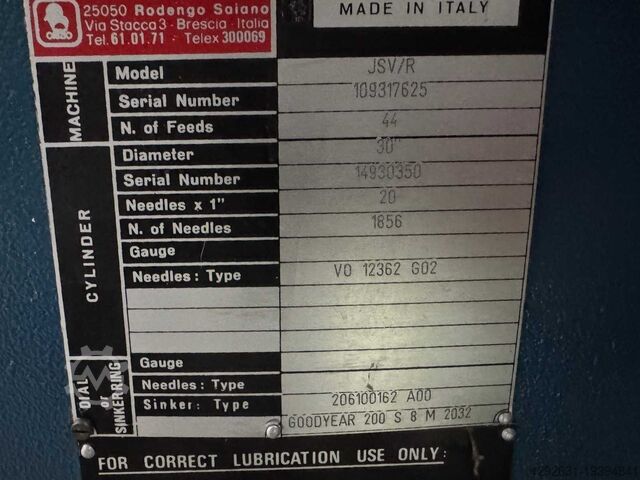 25050 Rodengo Saiano
Via Stacca 3 - Brescia - Italia
Tel. 61.01.71 - Telex 300069
MADE IN ITALY
MACHINE
Model JSV/R
Serial Number 109317625
N. of Feeds 44
CYLINDER
Diameter 30"
Serial Number 14930350
Needles x 1" 20
N. of Needles 1856
Gauge
Needles: Type VO 12362 G02
DIAL or SINKERRING
Gauge
Needles: Type
Sinker: Type 206100162 A00
GOODYEAR 200 S 8 M 2032
FOR CORRECT LUBRICATION USE ONLY: